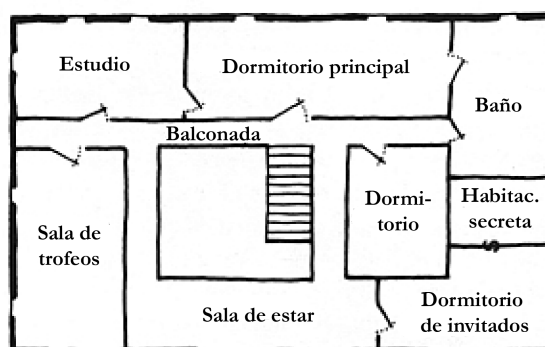 Estudio
Dormitorio principal
Baño
Balconada
Dormi-
torio
Habitac.
secreta
S
Sala de
trofeos
Sala de estar
Dormitorio
de invitados